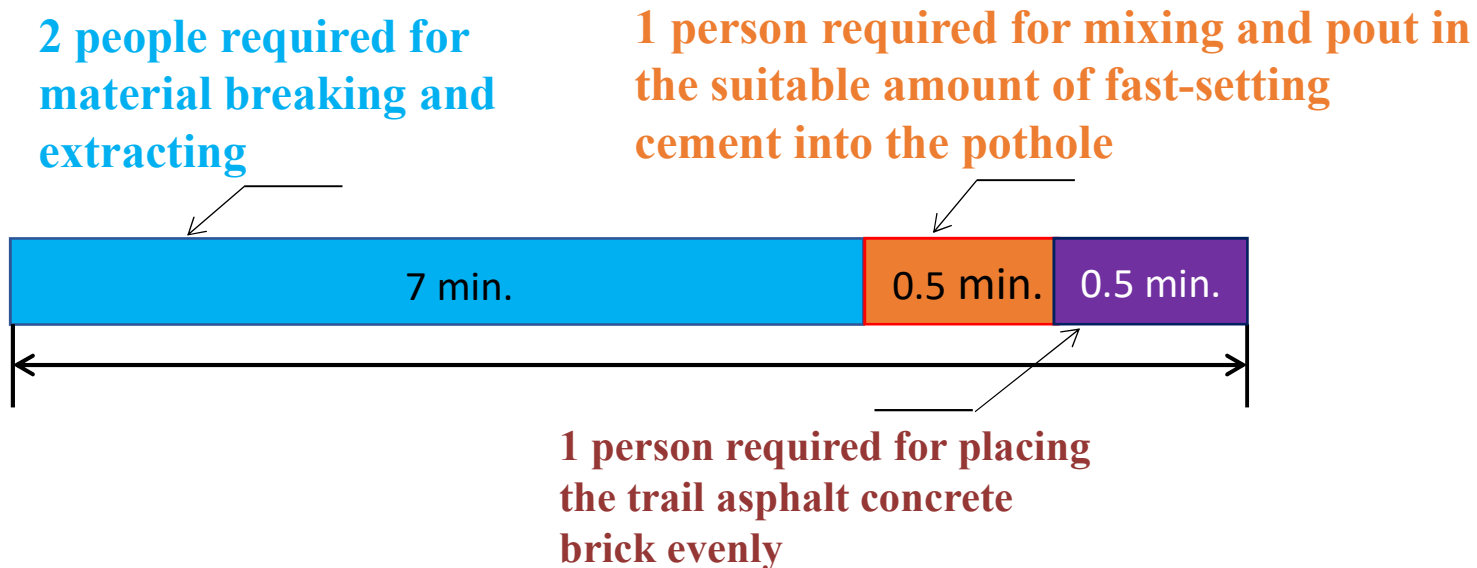 2 people required for
material breaking and
extracting
1 person required for mixing and pout in
the suitable amount of fast-setting
cement into the pothole
7 min.
0.5 min.
0.5 min.
1 person required for placing
the trail asphalt concrete
brick evenly